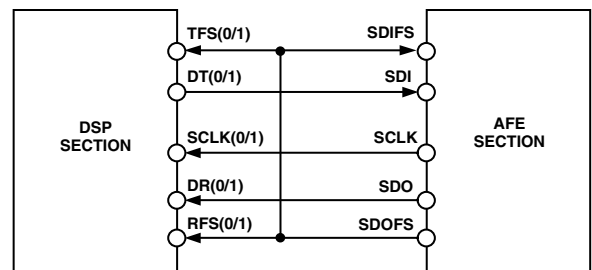 TFS(0/1) SDIFS
DT(0/1) SDI
DSP
SECTION
SCLK(0/1) SCLK
AFE
SECTION
DR(0/1) SDO
RFS(0/1) SDOFS